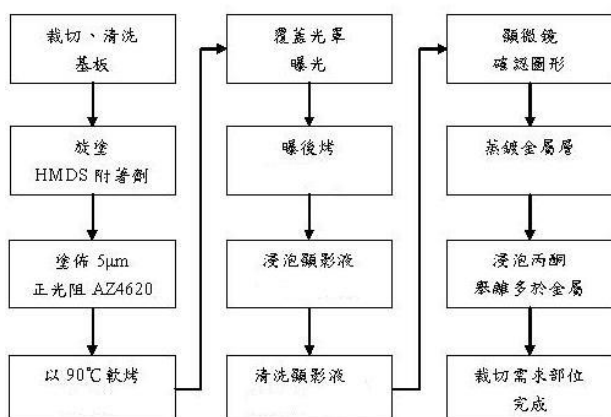 裁切、清洗
基板
旋塗
HMDS 附著劑
塗佈 5μm
正光阻 AZ4620
以 90℃ 軟烤
覆蓋光罩
曝光
曝後烤
浸泡顯影液
清洗顯影液
顯微鏡
確認圖形
蒸鍍金屬層
浸泡丙酮
舉離多於金屬
裁切需求部位
完成